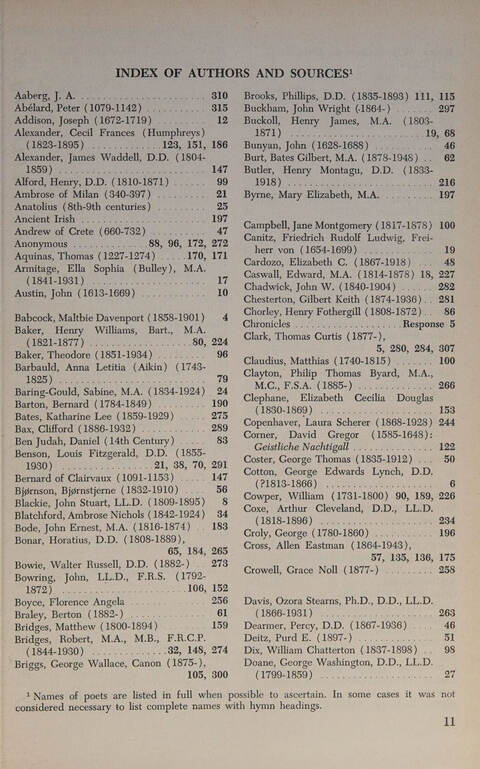 INDEX OF AUTHORS AND SOURCES¹
Aaberg, J. A. . . . . . . . . . . . . . . . . . . . . . 310
Abélard, Peter (1079-1142) . . . . . . . . . . . 315
Addison, Joseph (1672-1719) . . . . . . . . . . 12
Alexander, Cecil Frances (Humphreys)
(1823-1895) . . . . . . . . . . . . . 123, 151, 186
Alexander, James Waddell, D.D. (1804-
1859) . . . . . . . . . . . . . . . . . . . . . . . . . 147
Alford, Henry, D.D. (1810-1871) . . . . . . 99
Ambrose of Milan (340-397) . . . . . . . . . . 21
Anatolius (8th-9th centuries) . . . . . . . . . . 25
Ancient Irish . . . . . . . . . . . . . . . . . . . . . 197
Andrew of Crete (660-732) . . . . . . . . . . . 47
Anonymous . . . . . . . . . . . . . 88, 96, 172, 272
Aquinas, Thomas (1227-1274) . . . . . 170, 171
Armitage, Ella Sophia (Bulley), M.A.
(1841-1931) . . . . . . . . . . . . . . . . . . . . 17
Austin, John (1613-1669) . . . . . . . . . . . . 10
Babcock, Maltbie Davenport (1858-1901) 4
Baker, Henry Williams, Bart., M.A.
(1821-1877) . . . . . . . . . . . . . . . . . 80, 224
Baker, Theodore (1851-1934) . . . . . . . . . 96
Barbauld, Anna Letitia (Aikin) (1743-
1825) . . . . . . . . . . . . . . . . . . . . . . . . . 79
Baring-Gould, Sabine, M.A. (1834-1924) 24
Barton, Bernard (1784-1849) . . . . . . . . . 190
Bates, Katharine Lee (1859-1929) . . . . . 275
Bax, Clifford (1886-1932) . . . . . . . . . . . 289
Ben Judah, Daniel (14th Century) . . . . . 83
Benson, Louis Fitzgerald, D.D. (1855-
1930) . . . . . . . . . . . . . . . . 21, 38, 70, 291
Bernard of Clairvaux (1091-1153) . . . . . 147
Bjørnson, Bjørnstjerne (1832-1910) . . . . 56
Blackie, John Stuart, LL.D. (1809-1895) 8
Blatchford, Ambrose Nichols (1842-1924) 34
Bode, John Ernest, M.A. (1816-1874) . . 183
Bonar, Horatius, D.D. (1808-1889),
65, 184, 265
Bowie, Walter Russell, D.D. (1882-) . . 273
Bowring, John, LL.D., F.R.S. (1792-
1872) . . . . . . . . . . . . . . . . . . . . . 106, 152
Boyce, Florence Angela . . . . . . . . . . . . . 256
Braley, Berton (1882-) . . . . . . . . . . . . . . 61
Bridges, Matthew (1800-1894) . . . . . . . . 159
Bridges, Robert, M.A., M.B., F.R.C.P.
(1844-1930) . . . . . . . . . . . . . 32, 148, 274
Briggs, George Wallace, Canon (1875-),
105, 300
Brooks, Phillips, D.D. (1835-1893) 111, 115
Buckham, John Wright (-1864-) . . . . . . 297
Buckoll, Henry James, M.A. (1803-
1871) . . . . . . . . . . . . . . . . . . . . . . . 19, 68
Bunyan, John (1628-1688) . . . . . . . . . . . 46
Burt, Bates Gilbert, M.A. (1878-1948) . . 62
Butler, Henry Montagu, D.D. (1833-
1918) . . . . . . . . . . . . . . . . . . . . . . . . . 216
Byrne, Mary Elizabeth, M.A. . . . . . . . . . 197
Campbell, Jane Montgomery (1817-1878) 100
Canitz, Friedrich Rudolf Ludwig, Frei-
herr von (1654-1699) . . . . . . . . . . . . . 19
Cardozo, Elizabeth C. (1867-1918) . . . . 48
Caswall, Edward, M.A. (1814-1878) 18, 227
Chadwick, John W. (1840-1904) . . . . . . 282
Chesterton, Gilbert Keith (1874-1936) . . 281
Chorley, Henry Fothergill (1808-1872) . . 86
Chronicles . . . . . . . . . . . . . . . . . Response 5
Clark, Thomas Curtis (1877-),
5, 280, 284, 307
Claudius, Matthias (1740-1815) . . . . . . . 100
Clayton, Philip Thomas Byard, M.A.,
M.C., F.S.A. (1885-) . . . . . . . . . . . . . 266
Clephane, Elizabeth Cecilia Douglas
(1830-1869) . . . . . . . . . . . . . . . . . . . . 153
Copenhaver, Laura Scherer (1868-1928) 244
Corner, David Gregor (1585-1648):
Geistliche Nachtigall . . . . . . . . . . . . . 122
Coster, George Thomas (1835-1912) . . . 50
Cotton, George Edwards Lynch, D.D.
(?1813-1866) . . . . . . . . . . . . . . . . . . . 6
Cowper, William (1731-1800) 90, 189, 226
Coxe, Arthur Cleveland, D.D., LL.D.
(1818-1896) . . . . . . . . . . . . . . . . . . . . 234
Croly, George (1780-1860) . . . . . . . . . . 196
Cross, Allen Eastman (1864-1943),
57, 135, 136, 175
Crowell, Grace Noll (1877-) . . . . . . . . . 258
Davis, Ozora Stearns, Ph.D., D.D., LL.D.
(1866-1931) . . . . . . . . . . . . . . . . . . . . 263
Dearmer, Percy, D.D. (1867-1936) . . . . 46
Deitz, Purd E. (1897-) . . . . . . . . . . . . . . 51
Dix, William Chatterton (1837-1898) . . 98
Doane, George Washington, D.D., LL.D.
(1799-1859) . . . . . . . . . . . . . . . . . . . . 27
¹ Names of poets are listed in full when possible to ascertain. In some cases it was not
considered necessary to list complete names with hymn headings.
11